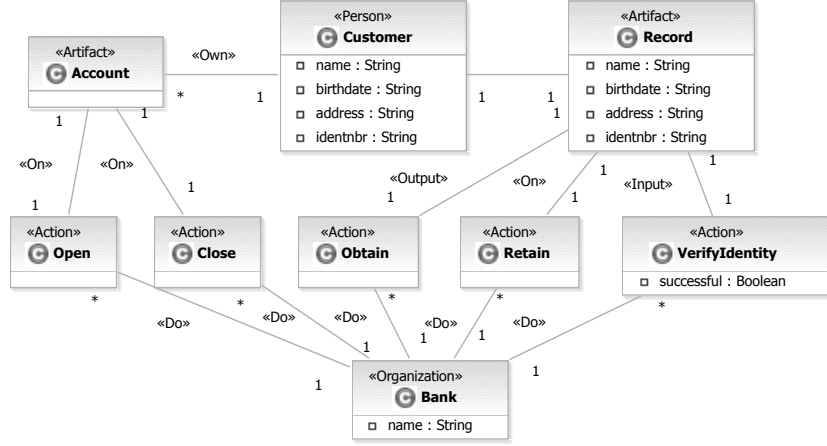 «Person»
C Customer
name : String
birthdate : String
address : String
identnbr : String
«Artifact»
C Record
name : String
birthdate : String
address : String
identnbr : String
«Artifact»
C Account
«Own»
*
1
1
1
1
1
1
1
1
«On»
«On»
1
1
«Output»
1
«On»
1
«Input»
1
«Action»
C Open
«Action»
C Close
«Action»
C Obtain
«Action»
C Retain
«Action»
C VerifyIdentity
successful : Boolean
*
*
*
*
*
«Do»
«Do»
«Do»
«Do»
«Do»
1
1
1
1
1
«Organization»
C Bank
name : String